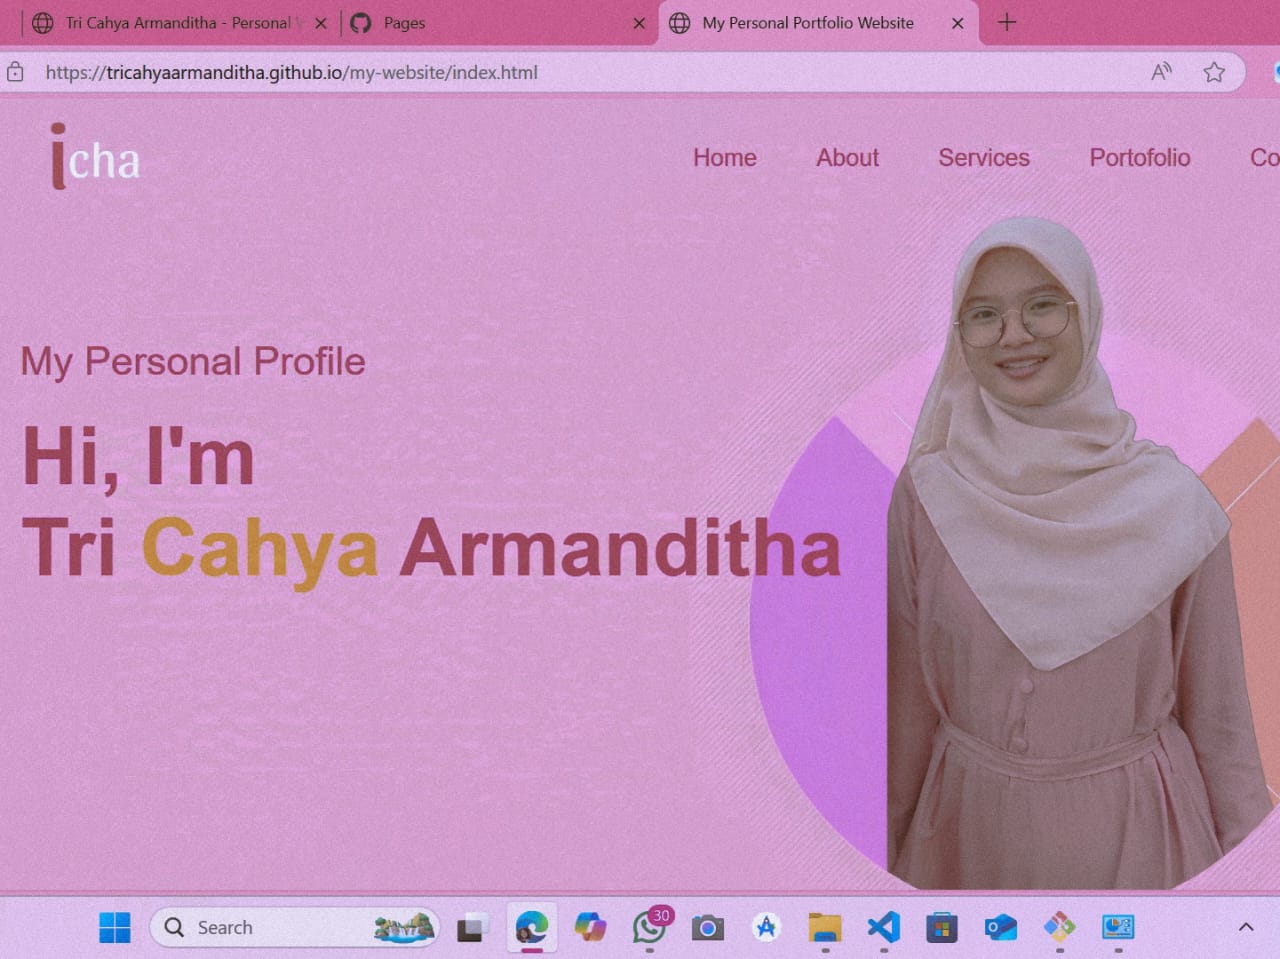 Tri Cahya Armanditha - Personal
Pages
My Personal Portfolio Website
https://tricahyaarmanditha.github.io/my-website/index.html
icha
Home
About
Services
Portofolio
Co
My Personal Profile
Hi, I'm
Tri Cahya Armanditha
Search
30